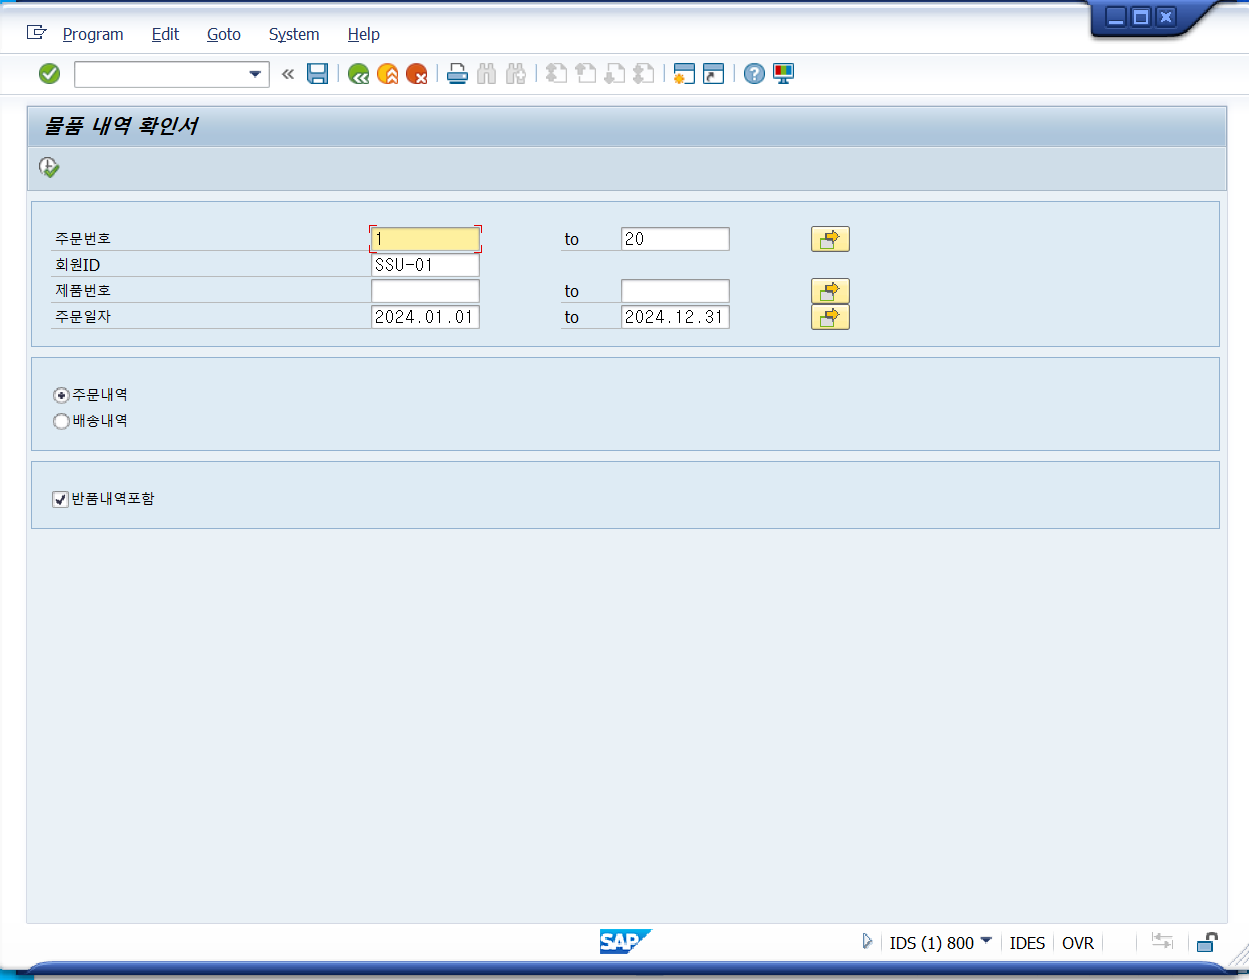 Program Edit Goto System Help
물품 내역 확인서
주문번호 1 to 20
회원ID SSU-01
제품번호 to
주문일자 2024.01.01 to 2024.12.31
주문내역
배송내역
반품내역포함
SAP IDS (1) 800 IDES OVR